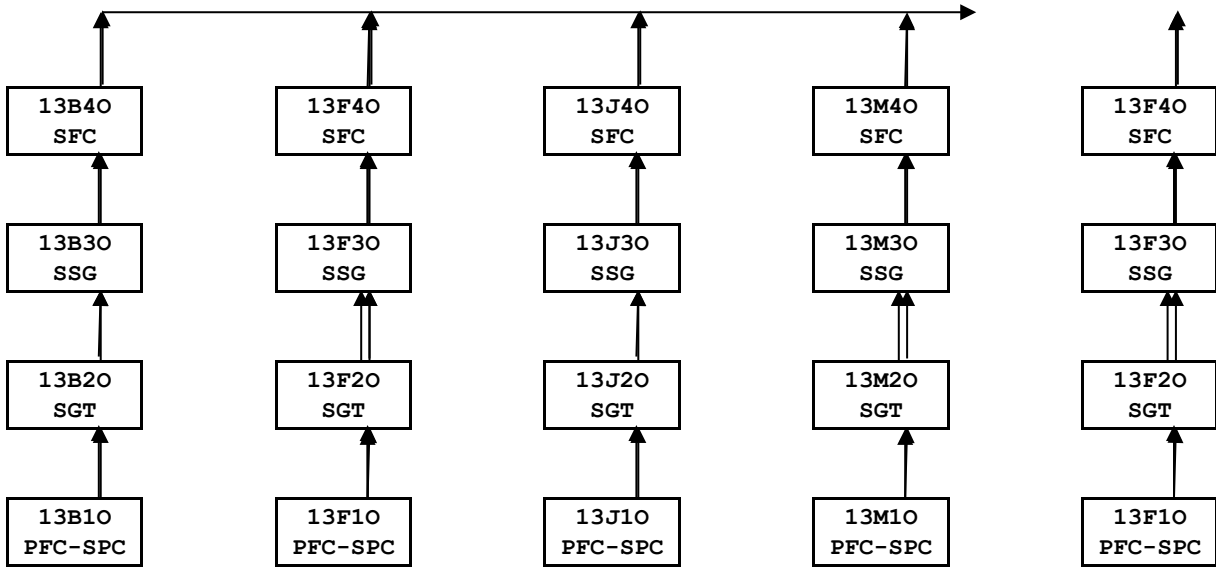 13B4O
SFC
13F4O
SFC
13J4O
SFC
13M4O
SFC
13F4O
SFC
13B3O
SSG
13F3O
SSG
13J3O
SSG
13M3O
SSG
13F3O
SSG
13B2O
SGT
13F2O
SGT
13J2O
SGT
13M2O
SGT
13F2O
SGT
13B1O
PFC-SPC
13F1O
PFC-SPC
13J1O
PFC-SPC
13M1O
PFC-SPC
13F1O
PFC-SPC